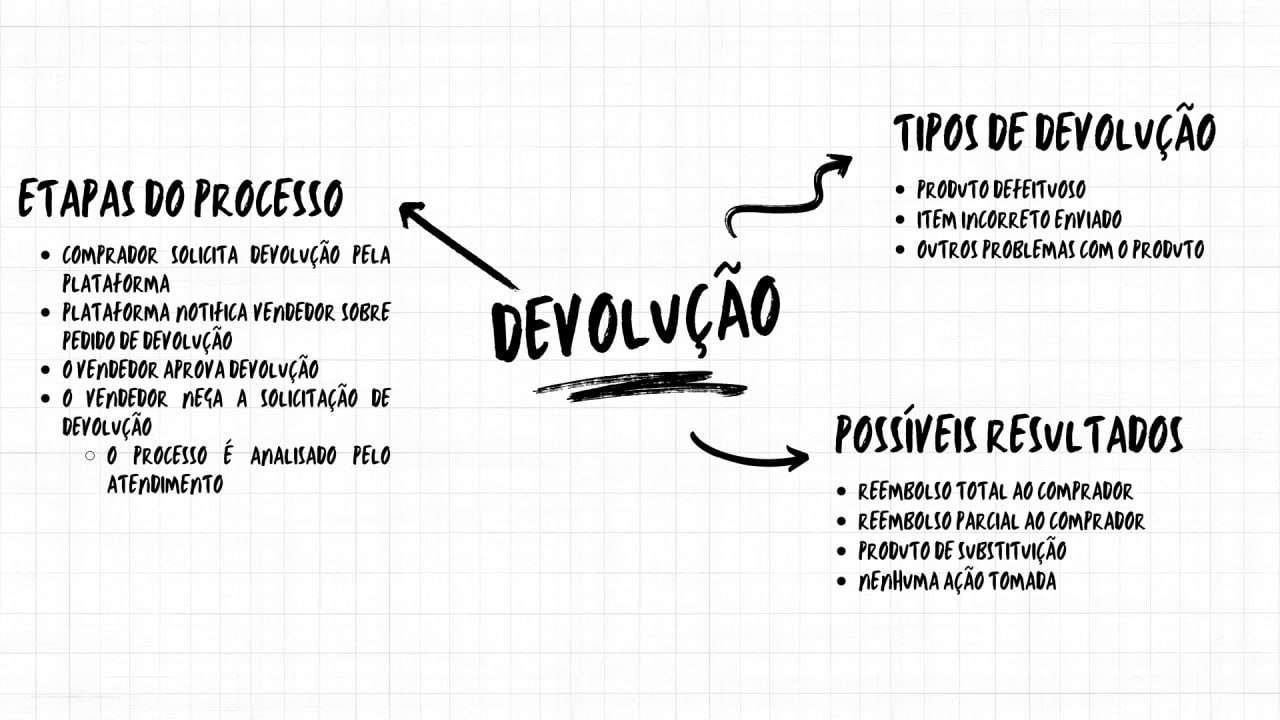 ETAPAS DO PROCESSO
• COMPRADOR SOLICITA DEVOLUÇÃO PELA
PLATAFORMA
• PLATAFORMA NOTIFICA VENDEDOR SOBRE
PEDIDO DE DEVOLUÇÃO
• O VENDEDOR APROVA DEVOLUÇÃO
• O VENDEDOR NEGA A SOLICITAÇÃO DE
DEVOLUÇÃO
○ O PROCESSO É ANALISADO PELO
ATENDIMENTO
DEVOLUÇÃO
TIPOS DE DEVOLUÇÃO
• PRODUTO DEFEITUOSO
• ITEM INCORRETO ENVIADO
• OUTROS PROBLEMAS COM O PRODUTO
POSSÍVEIS RESULTADOS
• REEMBOLSO TOTAL AO COMPRADOR
• REEMBOLSO PARCIAL AO COMPRADOR
• PRODUTO DE SUBSTITUIÇÃO
• NENHUMA AÇÃO TOMADA